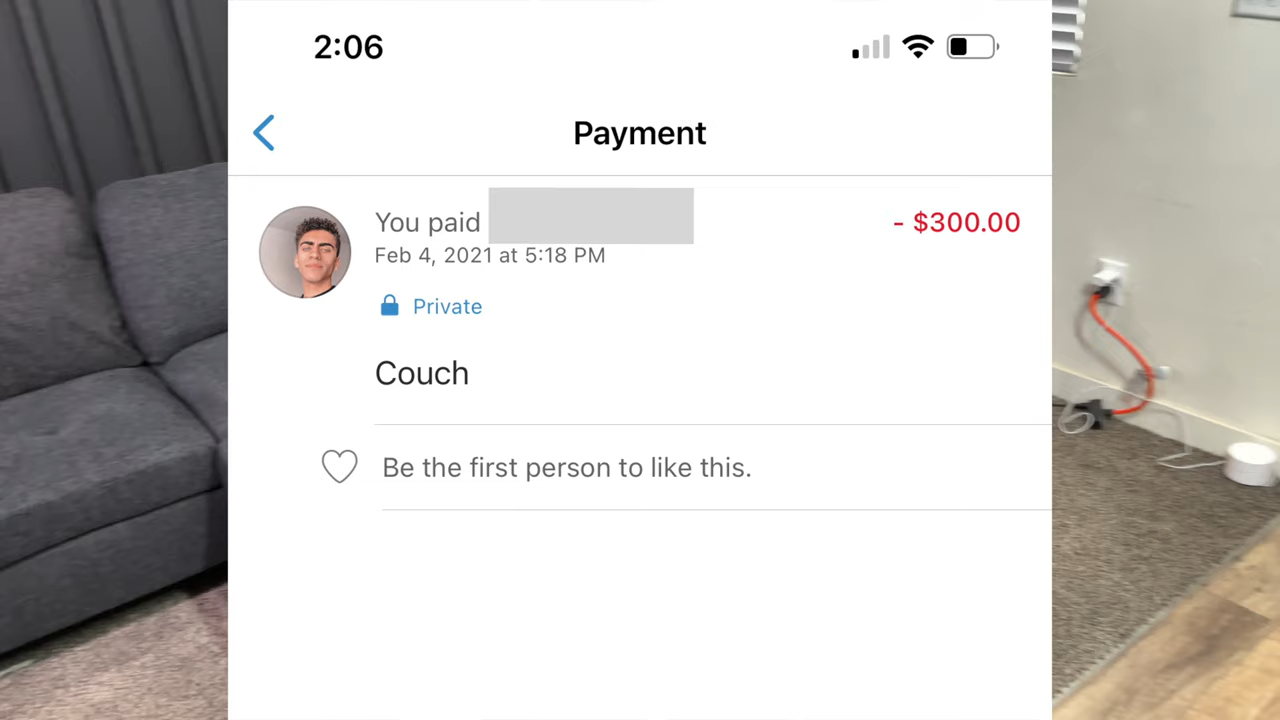 2:06
Payment
You paid
- $300.00
Feb 4, 2021 at 5:18 PM
Private
Couch
Be the first person to like this.